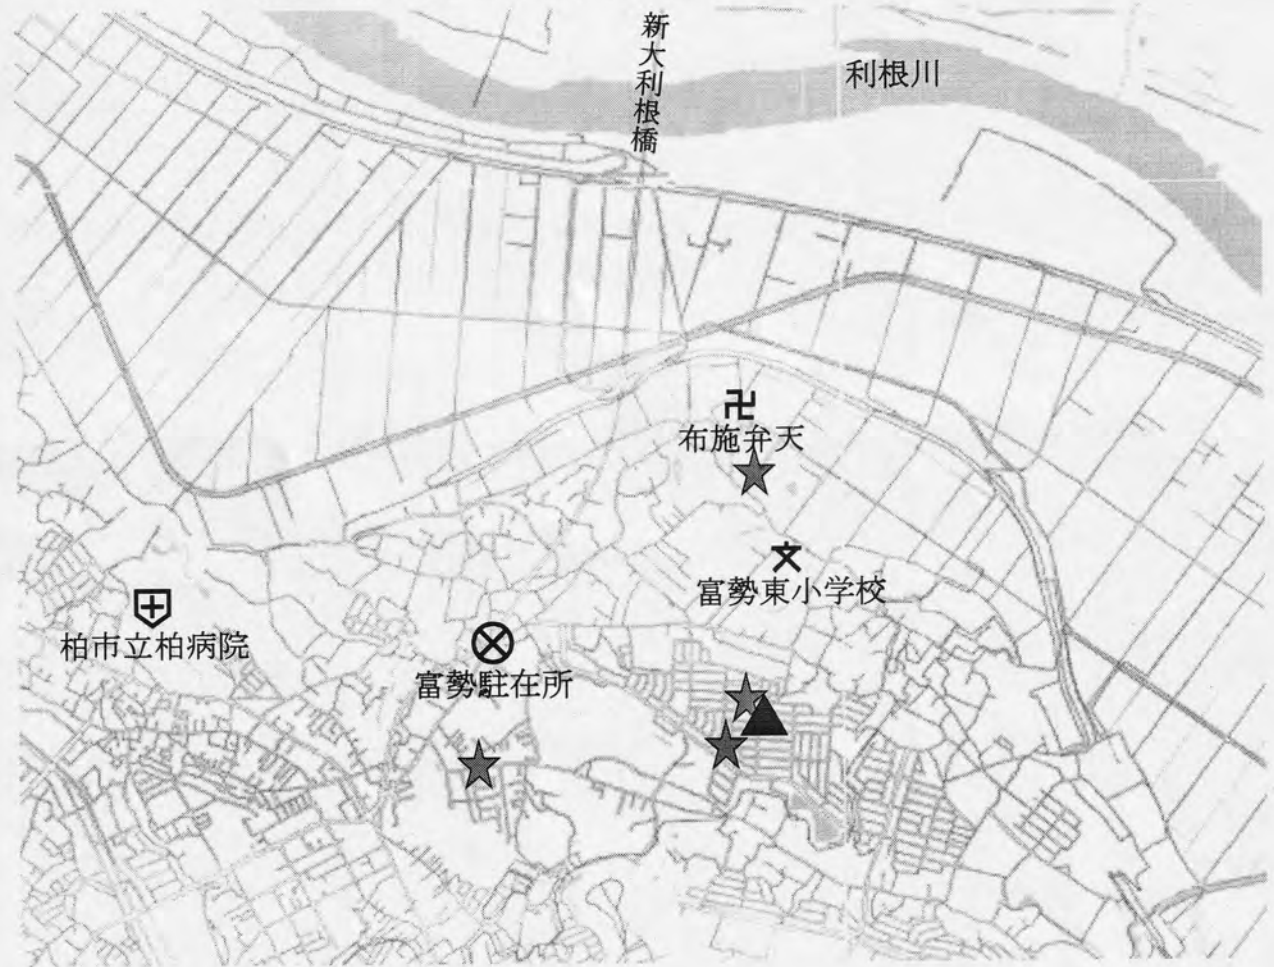 新大利根橋
利根川
布施弁天
富勢東小学校
柏市立柏病院
富勢駐在所